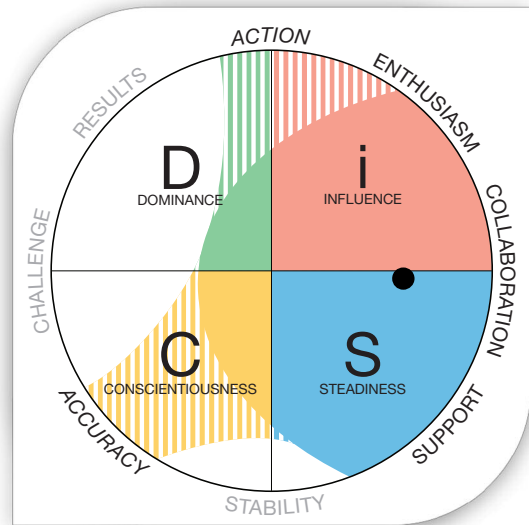 ACTION
ENTHUSIASM
RESULTS
D
DOMINANCE
i
INFLUENCE
CHALLENGE
COLLABORATION
C
CONSCIENTIOUSNESS
S
STEADINESS
ACCURACY
SUPPORT
STABILITY